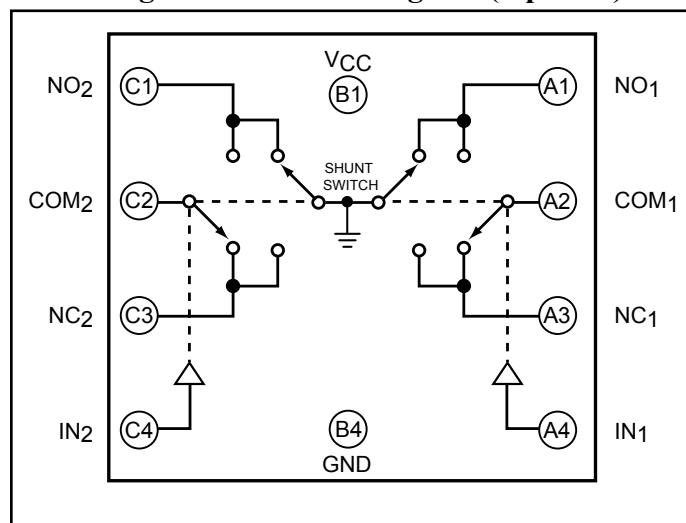 NO2 C1 VCC B1 A1 NO1
SHUNT
SWITCH
COM2 C2 A2 COM1
NC2 C3 A3 NC1
IN2 C4 B4 A4 IN1
GND